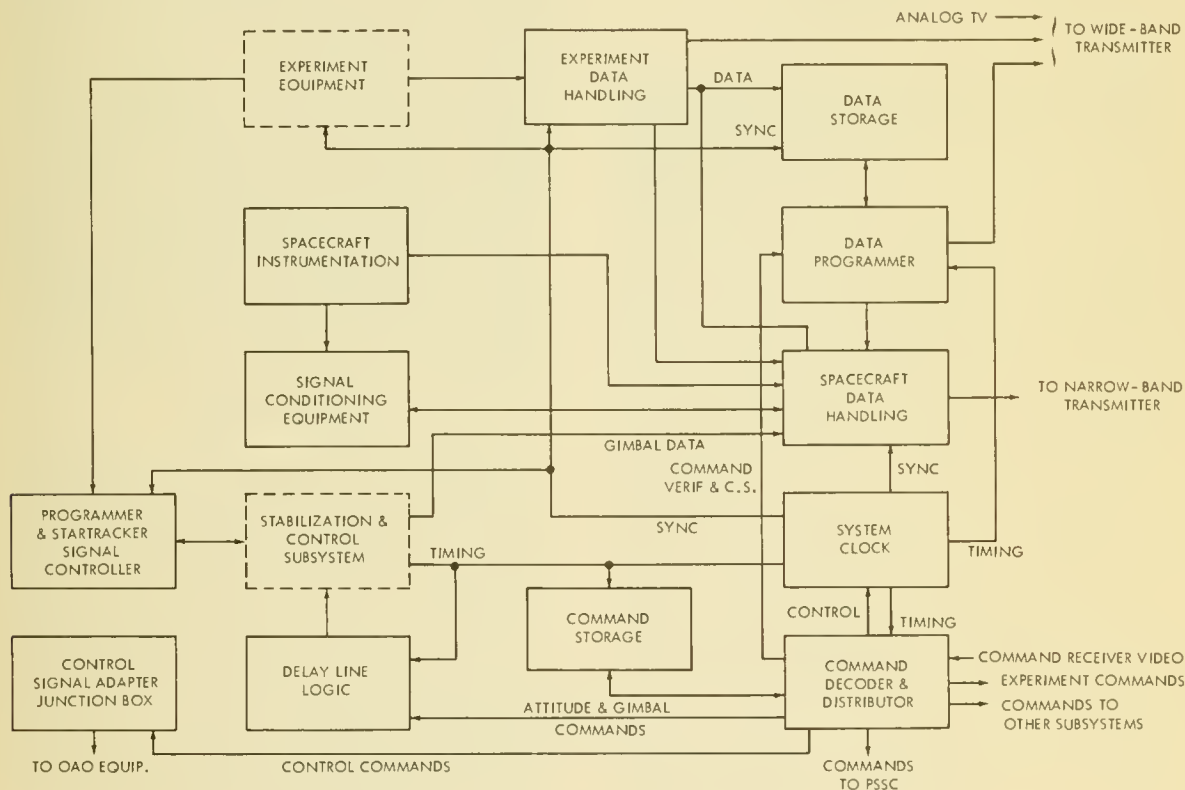 ANALOG TV
TO WIDE-BAND
TRANSMITTER
EXPERIMENT
EQUIPMENT
EXPERIMENT
DATA
HANDLING
DATA
DATA
STORAGE
SYNC
SPACECRAFT
INSTRUMENTATION
DATA
PROGRAMMER
SIGNAL
CONDITIONING
EQUIPMENT
SPACECRAFT
DATA
HANDLING
TO NARROW-BAND
TRANSMITTER
GIMBAL DATA
COMMAND
VERIF & C.S.
SYNC
PROGRAMMER
& STARTRACKER
SIGNAL
CONTROLLER
STABILIZATION &
CONTROL
SUBSYSTEM
SYNC
SYSTEM
CLOCK
TIMING
TIMING
CONTROL
TIMING
COMMAND
STORAGE
CONTROL
SIGNAL ADAPTER
JUNCTION BOX
DELAY LINE
LOGIC
COMMAND
DECODER &
DISTRIBUTOR
COMMAND RECEIVER VIDEO
EXPERIMENT COMMANDS
COMMANDS TO
OTHER SUBSYSTEMS
ATTITUDE & GIMBAL
COMMANDS
TO OAO EQUIP.
CONTROL COMMANDS
COMMANDS
TO PSSC